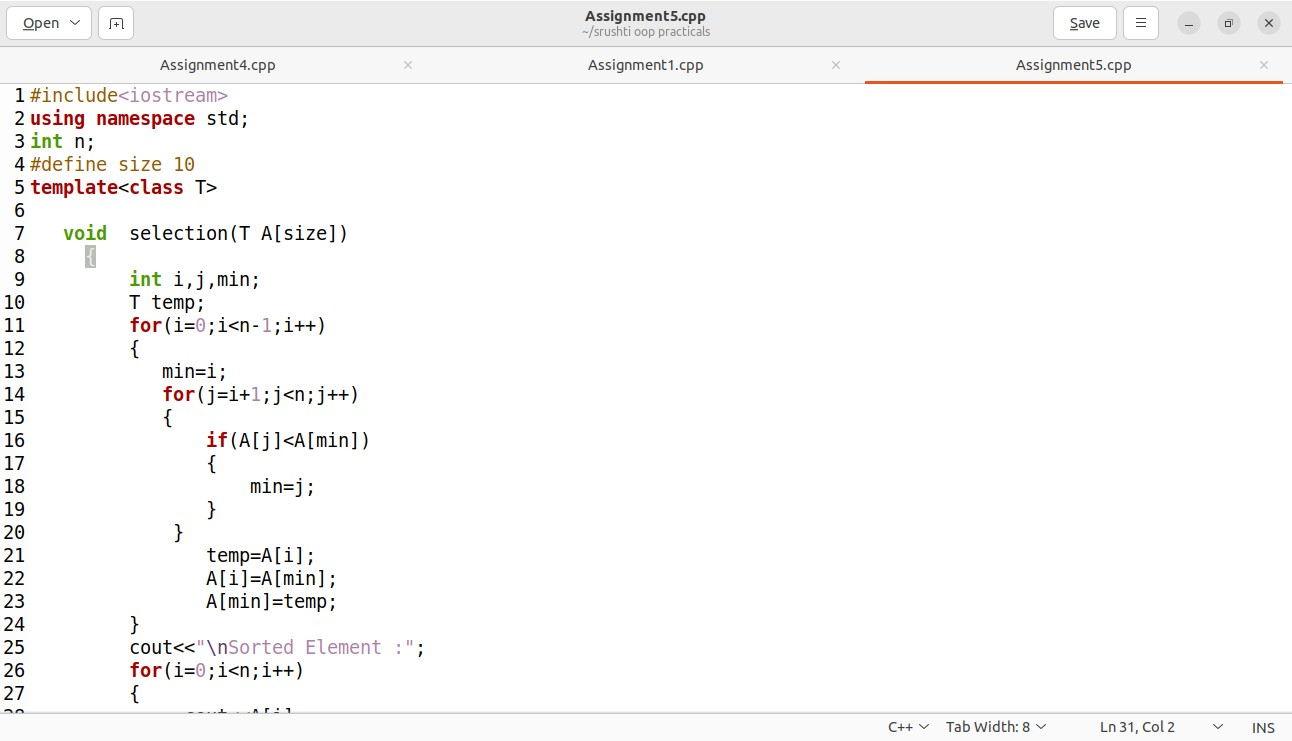 Open
Assignment5.cpp
~/srushti oop practicals
Save
Assignment4.cpp
Assignment1.cpp
Assignment5.cpp
1 #include<iostream>
2 using namespace std;
3 int n;
4 #define size 10
5 template<class T>
6
7    void  selection(T A[size])
8      {
9          int i,j,min;
10          T temp;
11          for(i=0;i<n-1;i++)
12          {
13             min=i;
14             for(j=i+1;j<n;j++)
15             {
16                 if(A[j]<A[min])
17                 {
18                     min=j;
19                 }
20              }
21                 temp=A[i];
22                 A[i]=A[min];
23                 A[min]=temp;
24          }
25          cout<<"\nSorted Element :";
26          for(i=0;i<n;i++)
27          {
C++
Tab Width: 8
Ln 31, Col 2
INS